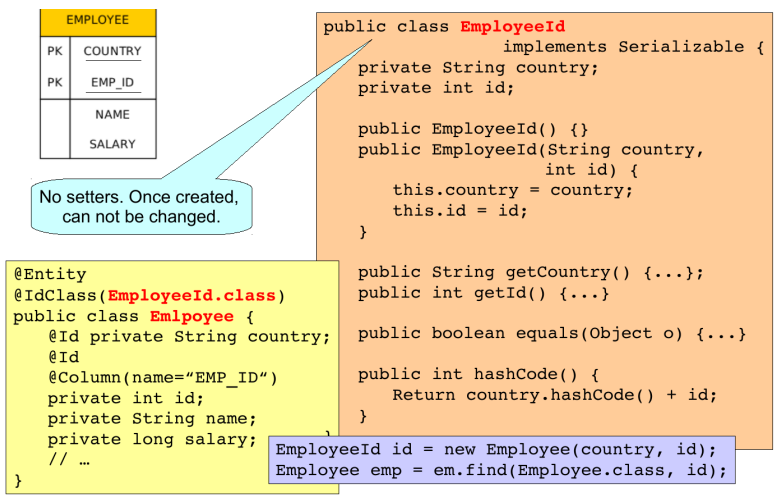 EMPLOYEE
PK COUNTRY
PK EMP_ID
NAME
SALARY
No setters. Once created,
can not be changed.
public class EmployeeId
implements Serializable {
private String country;
private int id;
public EmployeeId() {}
public EmployeeId(String country,
int id) {
this.country = country;
this.id = id;
}
public String getCountry() {...};
public int getId() {...}
public boolean equals(Object o) {...}
public int hashCode() {
Return country.hashCode() + id;
}
}
@Entity
@IdClass(EmployeeId.class)
public class Emlpoyee {
@Id private String country;
@Id
@Column(name=“EMP_ID“)
private int id;
private String name;
private long salary;
// …
}
EmployeeId id = new Employee(country, id);
Employee emp = em.find(Employee.class, id);